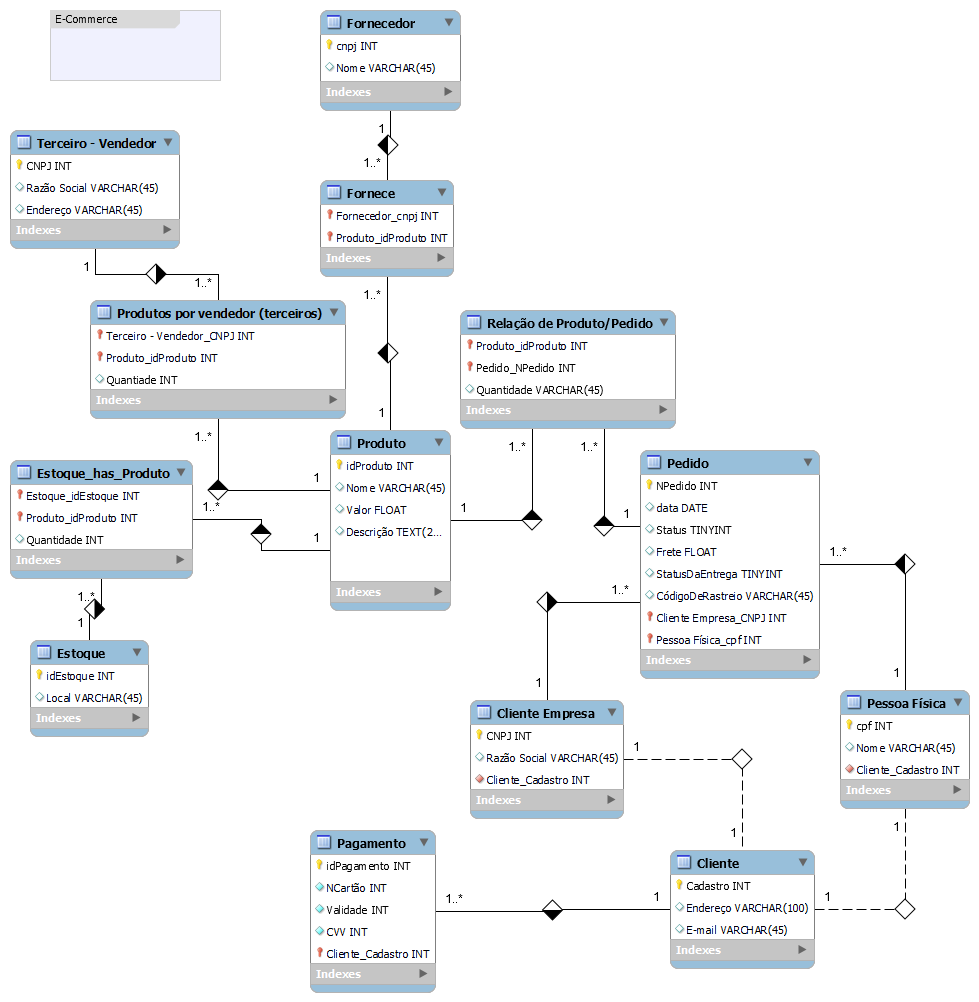 E-Commerce
Fornecedor
cnpj INT
Nome VARCHAR(45)
Indexes
1
1..*
Terceiro - Vendedor
CNPJ INT
Razão Social VARCHAR(45)
Endereço VARCHAR(45)
Indexes
1
1..*
Fornece
Fornecedor_cnpj INT
Produto_idProduto INT
Indexes
1..*
1
Produtos por vendedor (terceiros)
Terceiro - Vendedor_CNPJ INT
Produto_idProduto INT
Quantiade INT
Indexes
1..*
1
Relação de Produto/Pedido
Produto_idProduto INT
Pedido_NPedido INT
Quantidade VARCHAR(45)
Indexes
1..*
1..*
1
1
Produto
idProduto INT
Nome VARCHAR(45)
Valor FLOAT
Descrição TEXT(2...
Indexes
Estoque_has_Produto
Estoque_idEstoque INT
Produto_idProduto INT
Quantidade INT
Indexes
1..*
1
1..*
1
Estoque
idEstoque INT
Local VARCHAR(45)
Indexes
Pedido
NPedido INT
data DATE
Status TINYINT
Frete FLOAT
StatusDaEntrega TINYINT
CódigoDeRastreio VARCHAR(45)
Cliente Empresa_CNPJ INT
Pessoa Física_cpf INT
Indexes
1..*
1
1..*
1
Cliente Empresa
CNPJ INT
Razão Social VARCHAR(45)
Cliente_Cadastro INT
Indexes
1
1
Pessoa Física
cpf INT
Nome VARCHAR(45)
Cliente_Cadastro INT
Indexes
1
1
Pagamento
idPagamento INT
NCartão INT
Validade INT
CVV INT
Cliente_Cadastro INT
Indexes
1..*
1
Cliente
Cadastro INT
Endereço VARCHAR(100)
E-mail VARCHAR(45)
Indexes